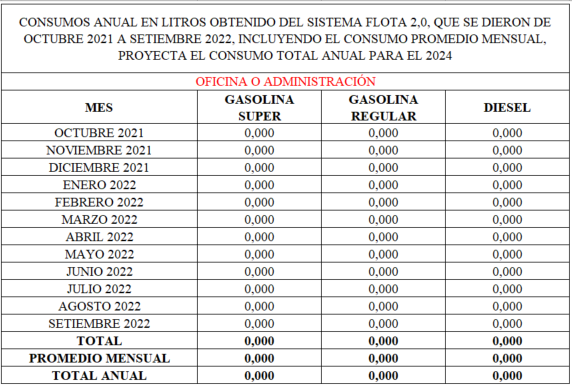 CONSUMOS ANUAL EN LITROS OBTENIDO DEL SISTEMA FLOTA 2,0, QUE SE DIERON DE
OCTUBRE 2021 A SETIEMBRE 2022, INCLUYENDO EL CONSUMO PROMEDIO MENSUAL,
PROYECTA EL CONSUMO TOTAL ANUAL PARA EL 2024
OFICINA O ADMINISTRACIÓN
MES GASOLINA SUPER GASOLINA REGULAR DIESEL
OCTUBRE 2021 0,000 0,000 0,000
NOVIEMBRE 2021 0,000 0,000 0,000
DICIEMBRE 2021 0,000 0,000 0,000
ENERO 2022 0,000 0,000 0,000
FEBRERO 2022 0,000 0,000 0,000
MARZO 2022 0,000 0,000 0,000
ABRIL 2022 0,000 0,000 0,000
MAYO 2022 0,000 0,000 0,000
JUNIO 2022 0,000 0,000 0,000
JULIO 2022 0,000 0,000 0,000
AGOSTO 2022 0,000 0,000 0,000
SETIEMBRE 2022 0,000 0,000 0,000
TOTAL 0,000 0,000 0,000
PROMEDIO MENSUAL 0,000 0,000 0,000
TOTAL ANUAL 0,000 0,000 0,000